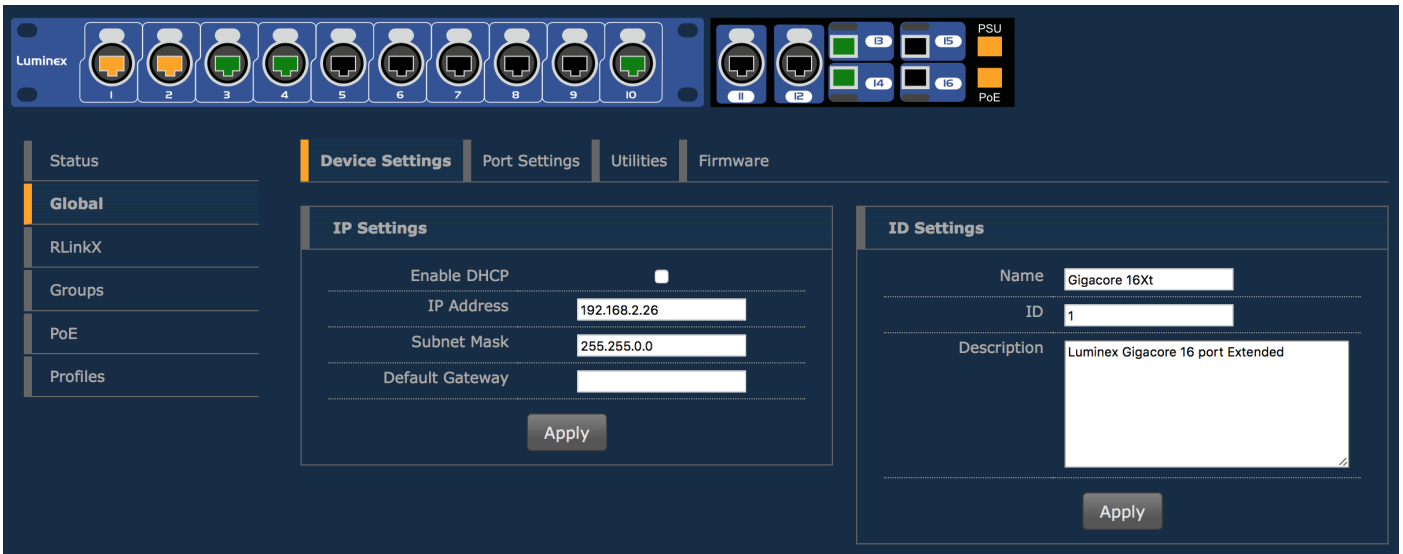 PSU
Luminex
13 15
1 2 3 4 5 6 7 8 9 10 11 12 14 16
PoE
Status
Global
RLinkX
Groups
PoE
Profiles
Device Settings Port Settings Utilities Firmware
IP Settings
Enable DHCP
IP Address 192.168.2.26
Subnet Mask 255.255.0.0
Default Gateway
Apply
ID Settings
Name Gigacore 16Xt
ID 1
Description Luminex Gigacore 16 port Extended
Apply